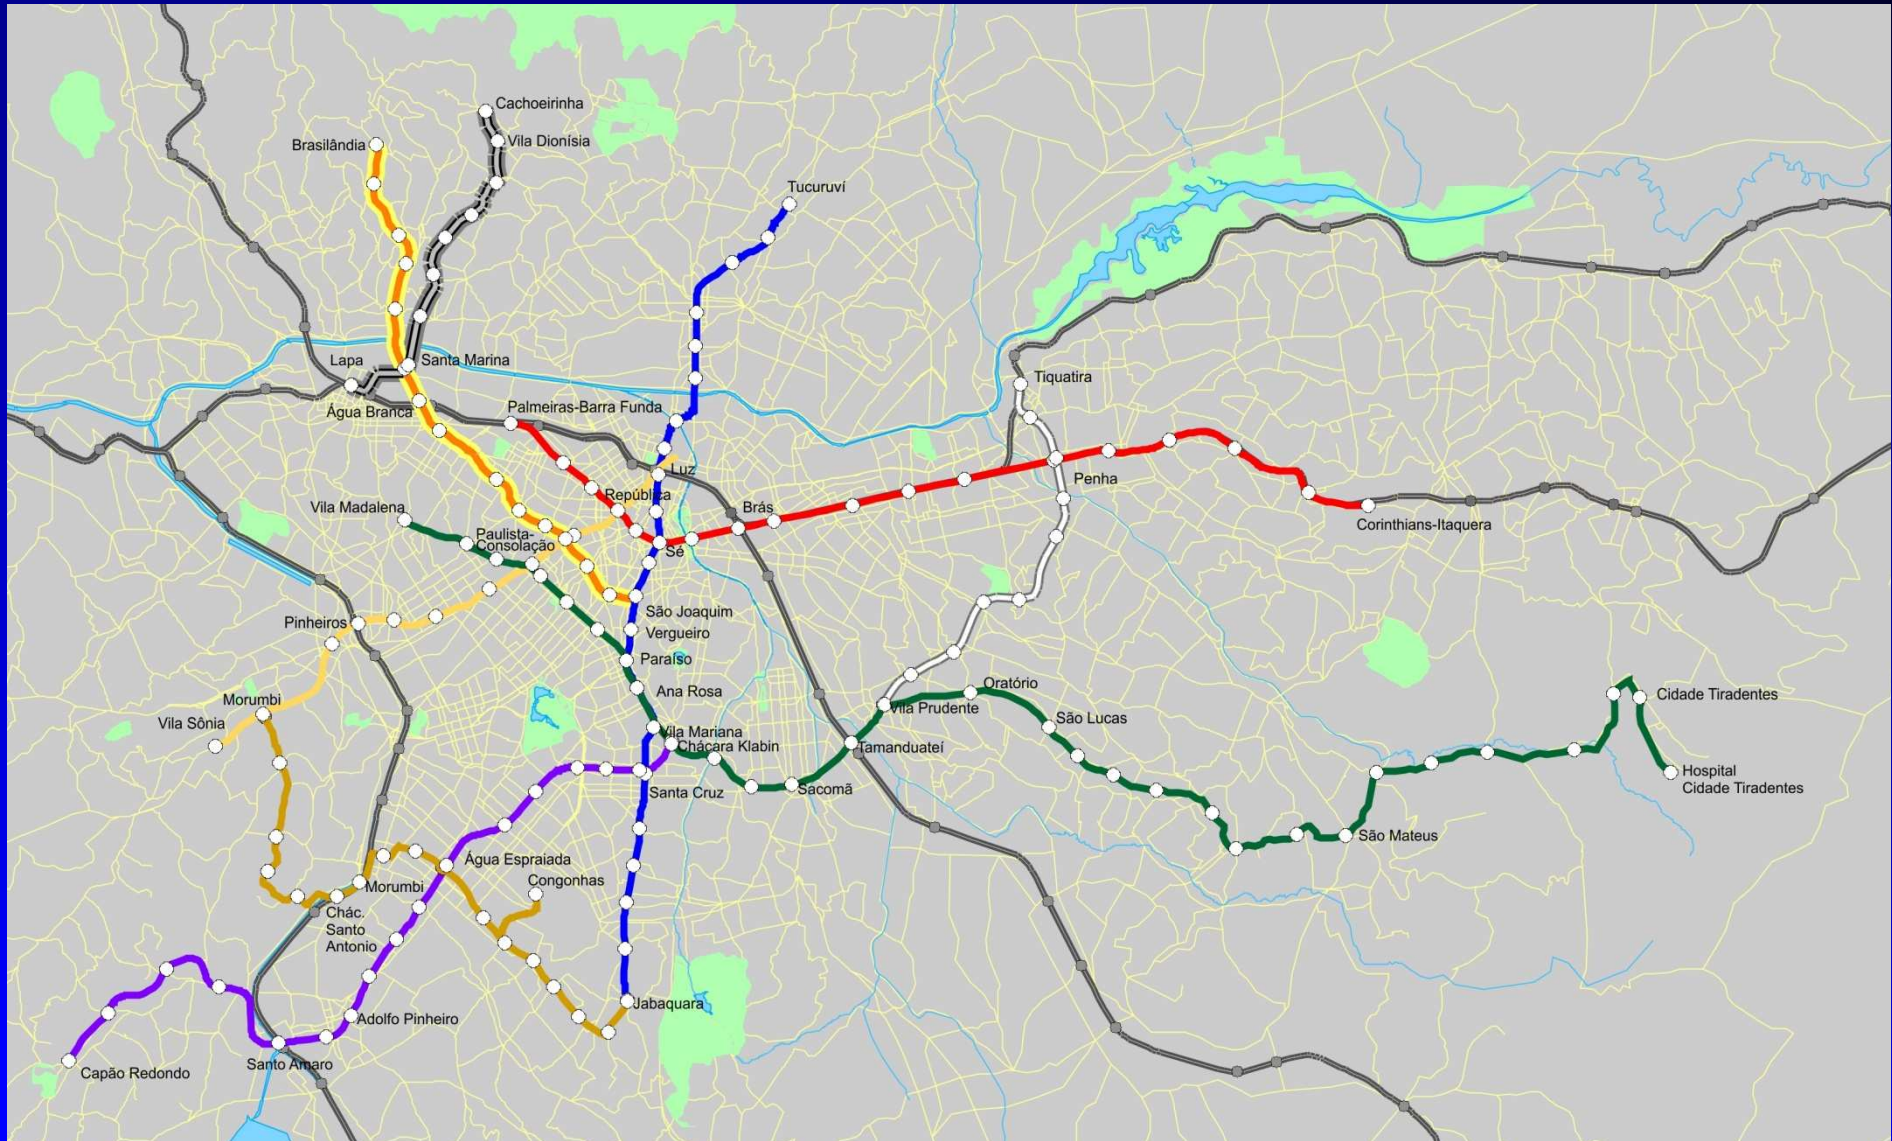 Cachoeirinha
Brasilândia
Vila Dionísia
Tucuruví
Lapa
Santa Marina
Tiquatira
Água Branca
Palmeiras-Barra Funda
Luz
Penha
República
Vila Madalena
Brás
Corinthians-Itaquera
Paulista-
Consolação
Sé
São Joaquim
Pinheiros
Vergueiro
Paraíso
Ana Rosa
Oratório
Cidade Tiradentes
Morumbi
Vila Prudente
São Lucas
Vila Sônia
Vila Mariana
Chácara Klabin
Tamanduateí
Hospital
Cidade Tiradentes
Santa Cruz
Sacomã
São Mateus
Água Espraiada
Congonhas
Morumbi
Chác.
Santo
Antonio
Jabaquara
Adolfo Pinheiro
Santo Amaro
Capão Redondo